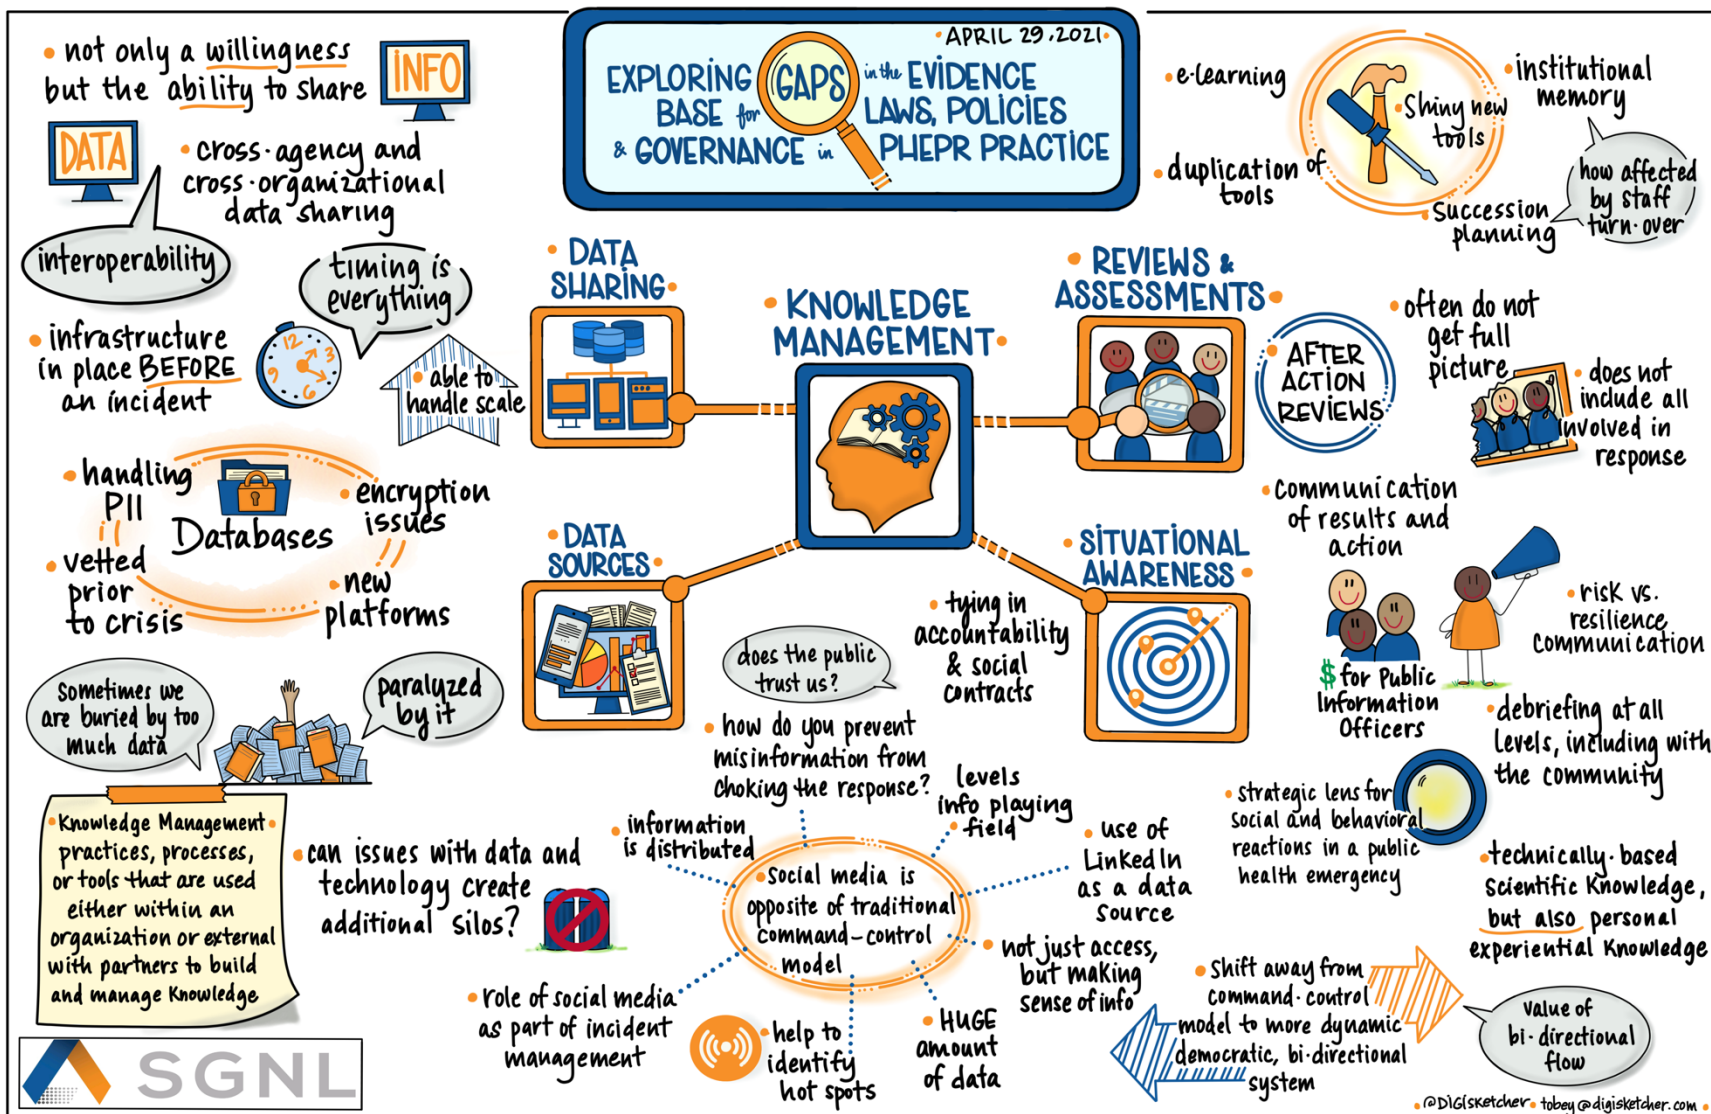 • APRIL 29, 2021 •
EXPLORING GAPS in the EVIDENCE
BASE for LAWS, POLICIES
& GOVERNANCE in PHEPR PRACTICE
• not only a willingness
but the ability to share
INFO
DATA
• cross-agency and
cross-organizational
data sharing
interoperability
timing is
everything
• infrastructure
in place BEFORE
an incident
12
3
6
9
• able to
handle scale
• handling
PII
Databases
• encryption
issues
• vetted
prior
to crisis
• new
platforms
Sometimes we
are buried by too
much data
paralyzed
by it
• Knowledge Management •
practices, processes,
or tools that are used
either within an
organization or external
with partners to build
and manage Knowledge
• can issues with data and
technology create
additional silos?
• DATA
SHARING •
• KNOWLEDGE
MANAGEMENT •
• REVIEWS &
ASSESSMENTS •
• DATA
SOURCES •
• SITUATIONAL
AWARENESS •
• e-learning
• Shiny new
tools
• institutional
memory
• duplication of
tools
• Succession
planning
how affected
by staff
turn-over
• AFTER
ACTION
REVIEWS
• often do not
get full
picture
• does not
include all
involved in
response
• communication
of results and
action
• risk vs.
resilience
communication
$ for Public
Information
Officers
• debriefing at all
levels, including with
the community
• strategic lens for
social and behavioral
reactions in a public
health emergency
• technically-based
Scientific Knowledge,
but also personal
experiential Knowledge
• Shift away from
command-control
model to more dynamic
democratic, bi-directional
system
value of
bi-directional
flow
• tying in
accountability
& social
contracts
does the public
trust us?
• how do you prevent
misinformation from
choking the response?
• information
is distributed
• levels
info playing
field
• use of
LinkedIn
as a data
source
• Social media is
opposite of traditional
command-control
model
• not just access,
but making
sense of info
• role of social media
as part of incident
management
• help to
identify
hot spots
• HUGE
amount
of data
SGNL
• @DiGisketcher • tobey@digisketcher.com •